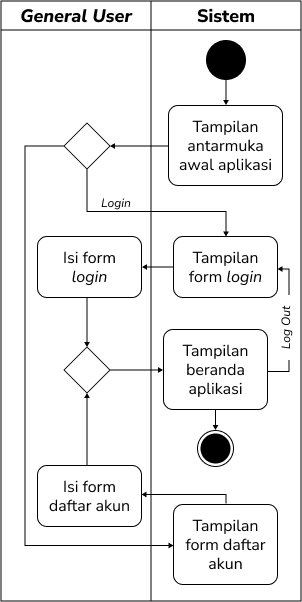 General User
Sistem
Tampilan
antarmuka
awal aplikasi
Login
Isi form
login
Tampilan
form login
Log Out
Tampilan
beranda
aplikasi
Isi form
daftar akun
Tampilan
form daftar
akun